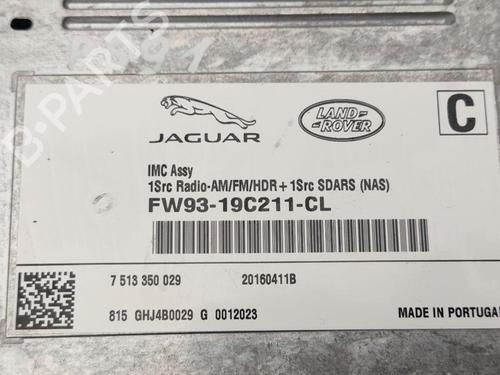 B-PARTS
JAGUAR
LAND-
ROVER
C
IMC Assy
1Src Radio-AM/FM/HDR + 1Src SDARS (NAS)
FW93-19C211-CL
7 513 350 029
20160411B
815 GHJ4B0029 G 0012023
MADE IN PORTUGAL